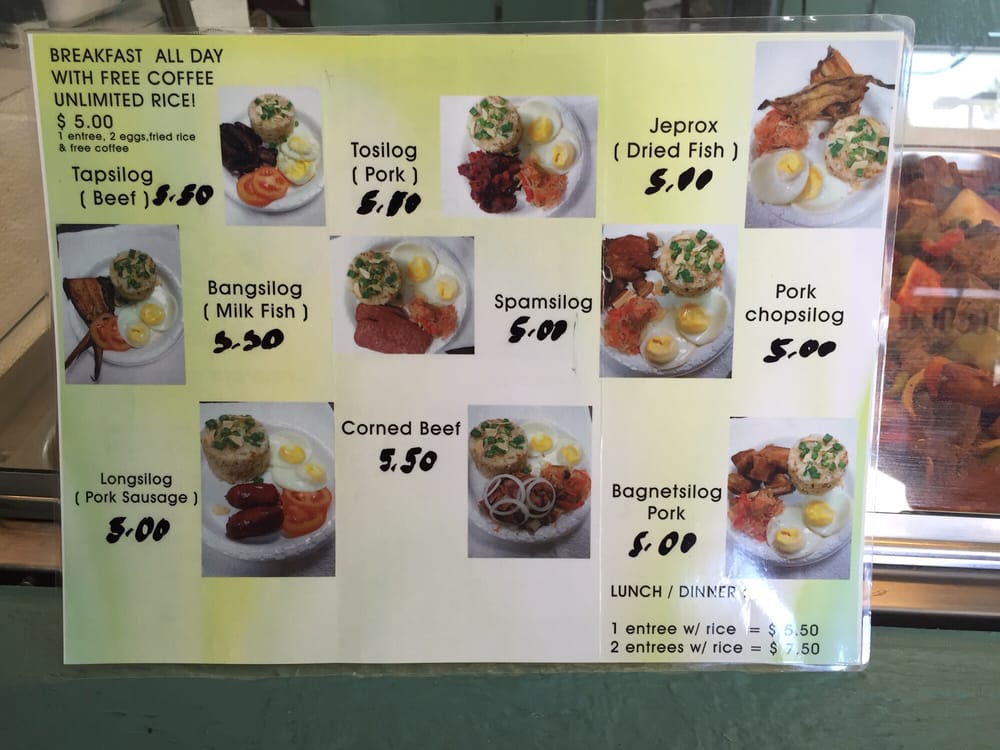 BREAKFAST ALL DAY
WITH FREE COFFEE
UNLIMITED RICE!
$ 5.00
1 entree, 2 eggs,fried rice
& free coffee
Tapsilog
( Beef ) 5.50
Tosilog
( Pork )
Jeprox
( Dried Fish )
5.00
Bangsilog
( Milk Fish )
5.50
Spamsilog
5.00
Pork
chopsilog
5.00
Longsilog
( Pork Sausage )
5.00
Corned Beef
5.50
Bagnetsilog
Pork
5.00
LUNCH / DINNER :
1 entree w/ rice = $ 5.50
2 entrees w/ rice = $ 7.50